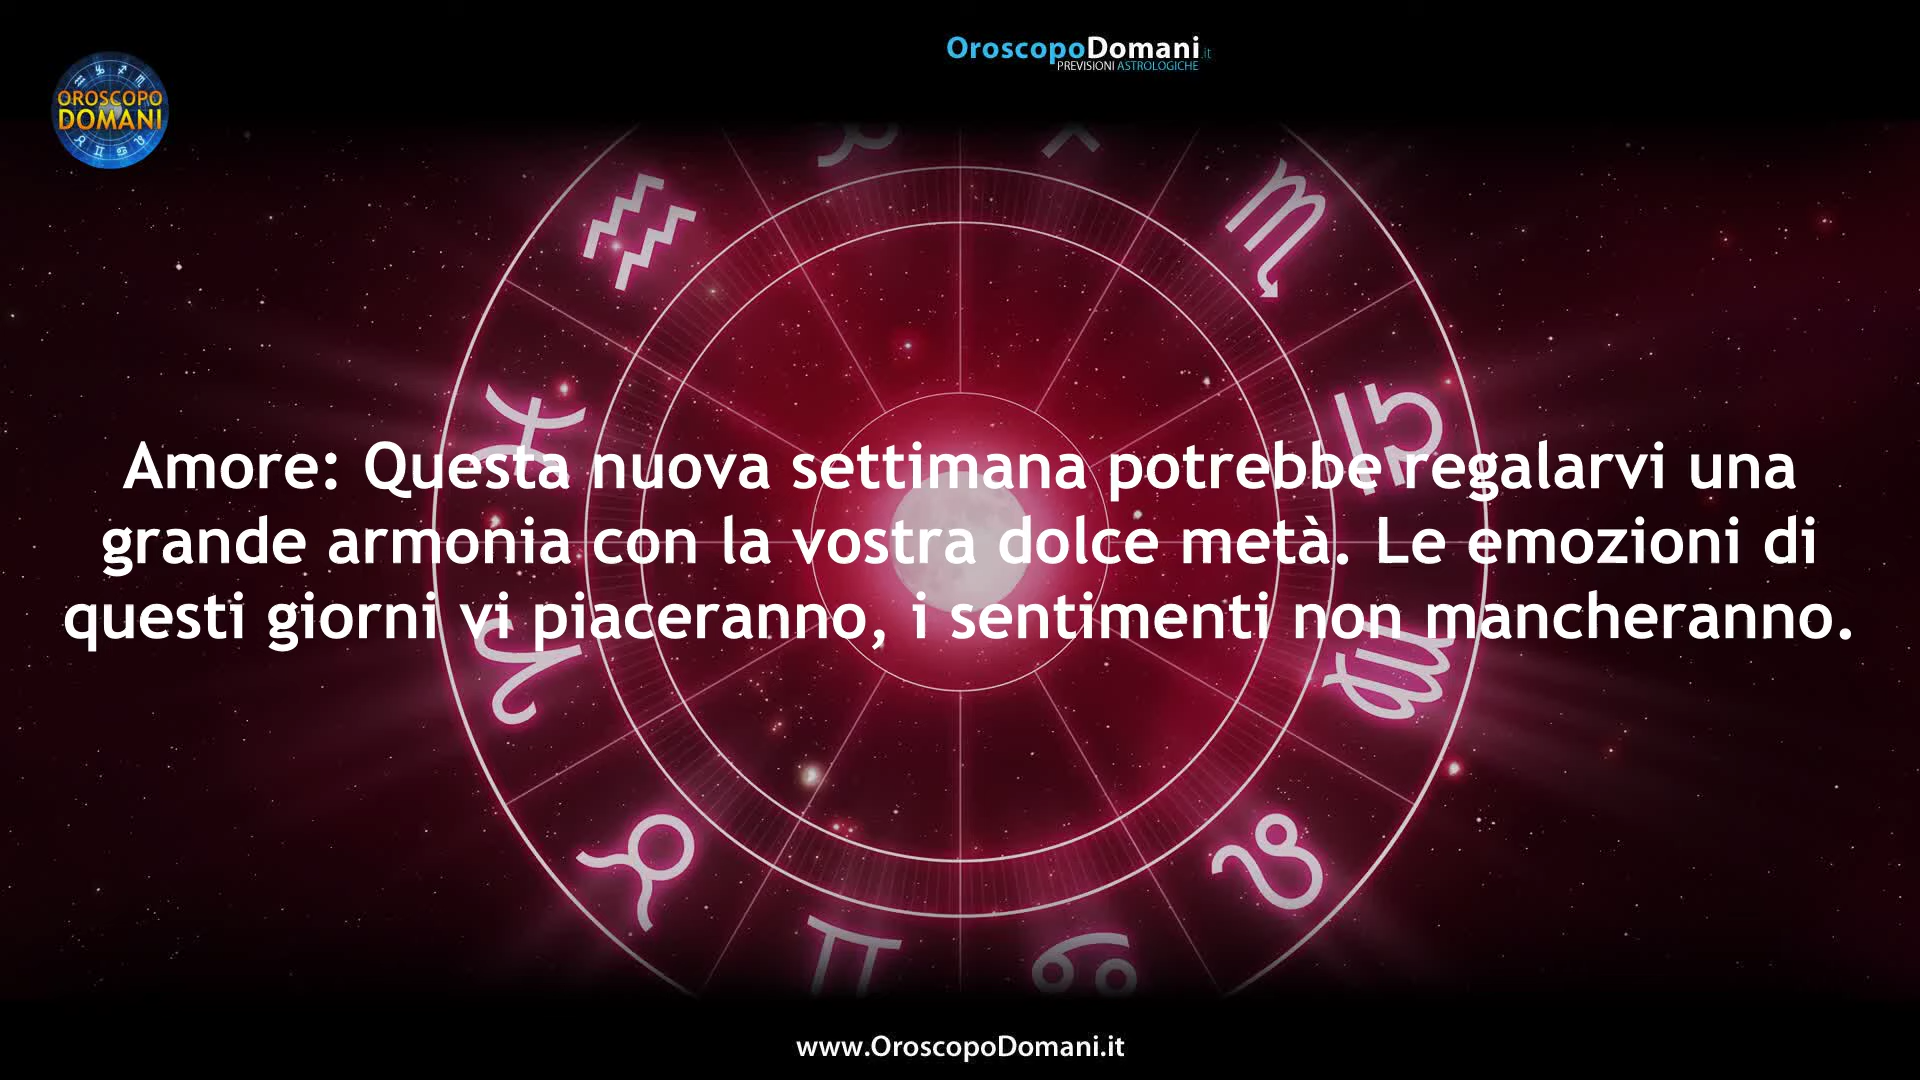 OroscopoDomani.it
PREVISIONI ASTROLOGICHE
OROSCOPO
DOMANI
Amore: Questa nuova settimana potrebbe regalarvi una
grande armonia con la vostra dolce metà. Le emozioni di
questi giorni vi piaceranno, i sentimenti non mancheranno.
www.OroscopoDomani.it